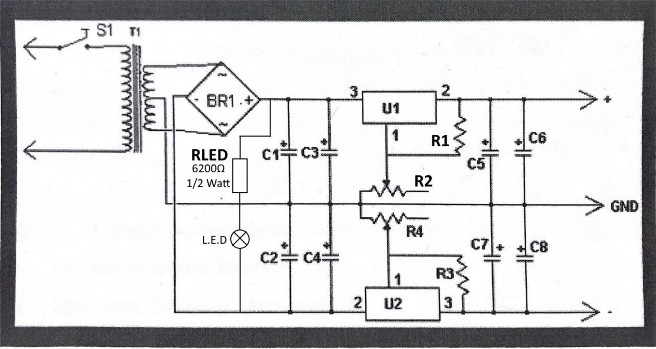 S1 T1
~
- BR1 +
~
3 U1 2
1
+
R1
RLED
6200Ω
1/2 Watt
C1 + C3 +
C5 + C6 +
R2
GND
R4
L.E.D
C2 + C4 +
C7 + C8 +
R3
1
2 U2 3
-